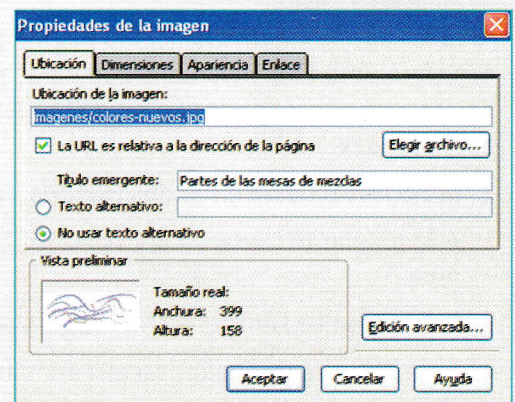 Propiedades de la imagen
Ubicación Dimensiones Apariencia Enlace
Ubicación de la imagen:
magenes/colores-nuevos.jpg
La URL es relativa a la dirección de la página
Elegir archivo...
Título emergente: Partes de las mesas de mezclas
Texto alternativo:
No usar texto alternativo
Vista preliminar
Tamaño real:
Anchura: 399
Altura: 158
Edición avanzada...
Aceptar Cancelar Ayuda